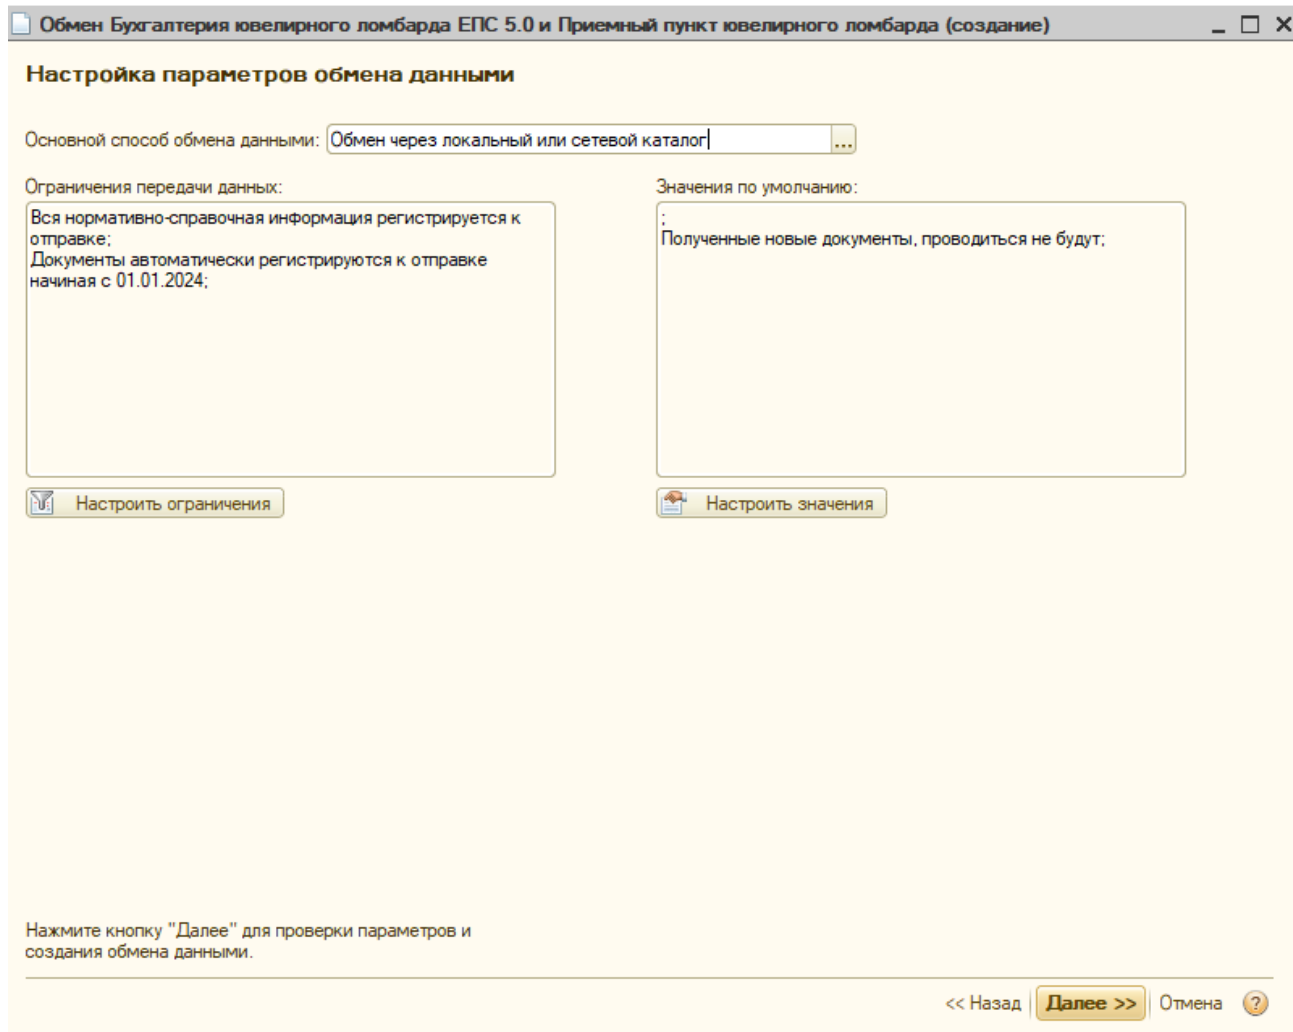 Обмен Бухгалтерия ювелирного ломбарда ЕПС 5.0 и Приемный пункт ювелирного ломбарда (создание)
Настройка параметров обмена данными
Основной способ обмена данными: Обмен через локальный или сетевой каталог ...
Ограничения передачи данных:
Вся нормативно-справочная информация регистрируется к
отправке;
Документы автоматически регистрируются к отправке
начиная с 01.01.2024;
Настроить ограничения
Значения по умолчанию:
;
Полученные новые документы, проводиться не будут;
Настроить значения
Нажмите кнопку "Далее" для проверки параметров и
создания обмена данными.
<< Назад Далее >> Отмена ?